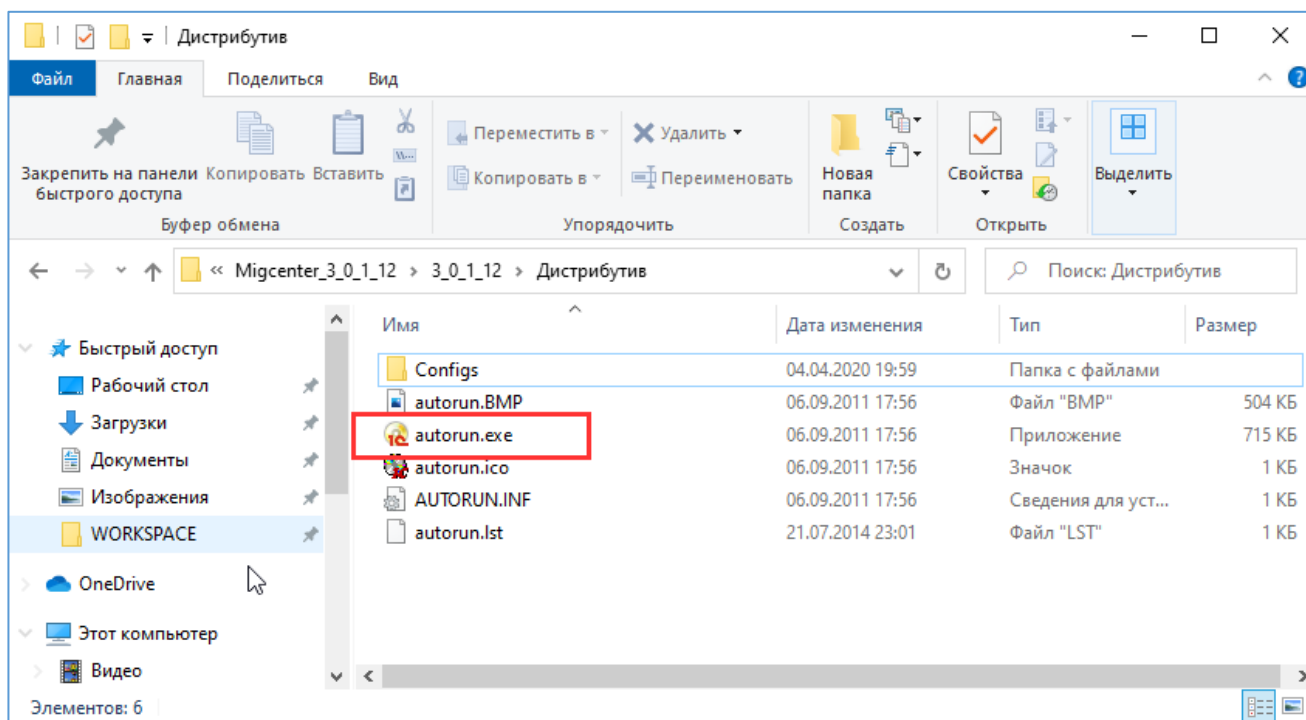 Дистрибутив
Файл Главная Поделиться Вид
Закрепить на панели быстрого доступа
Копировать
Вставить
Буфер обмена
Переместить в
Копировать в
Удалить
Переименовать
Упорядочить
Новая папка
Создать
Свойства
Открыть
Выделить
« Migcenter_3_0_1_12 › 3_0_1_12 › Дистрибутив
Поиск: Дистрибутив
Быстрый доступ
Рабочий стол
Загрузки
Документы
Изображения
WORKSPACE
OneDrive
Этот компьютер
Видео
Имя Дата изменения Тип Размер
Configs 04.04.2020 19:59 Папка с файлами
autorun.BMP 06.09.2011 17:56 Файл "BMP" 504 КБ
autorun.exe 06.09.2011 17:56 Приложение 715 КБ
autorun.ico 06.09.2011 17:56 Значок 1 КБ
AUTORUN.INF 06.09.2011 17:56 Сведения для уст... 1 КБ
autorun.lst 21.07.2014 23:01 Файл "LST" 1 КБ
Элементов: 6